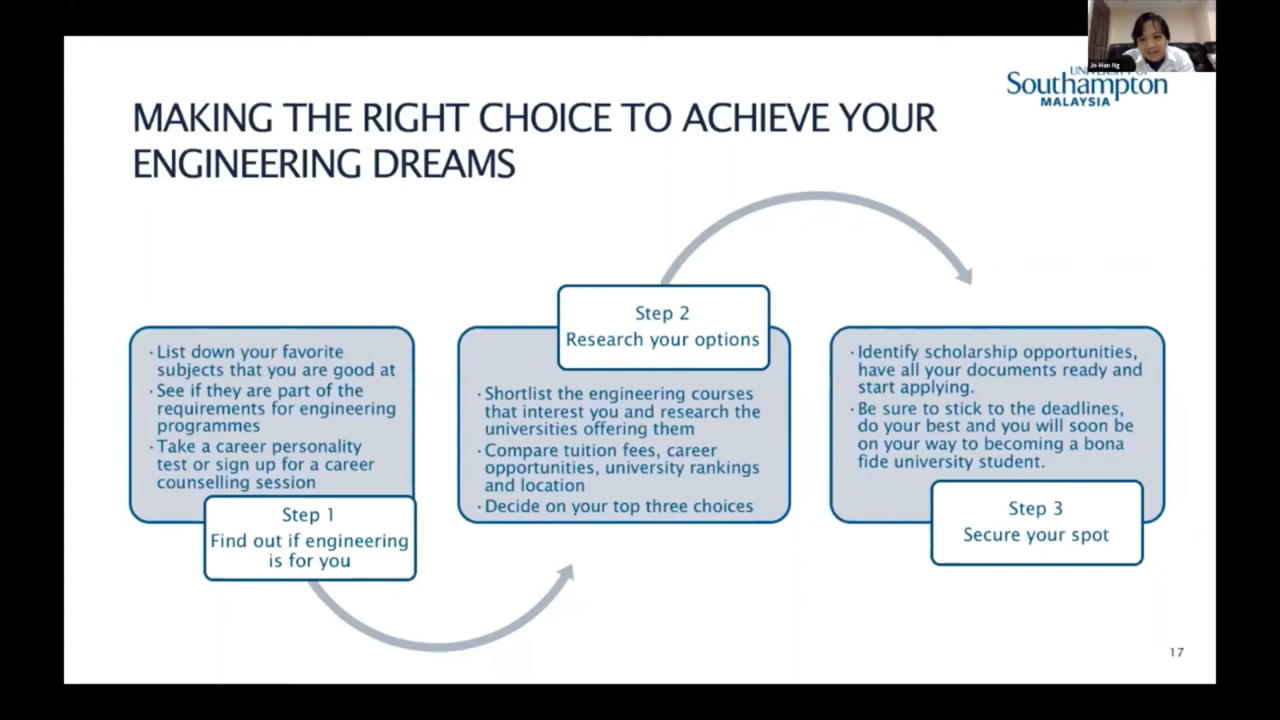 Jo-Han Ng
UNIVERSITY OF
Southampton
MALAYSIA
MAKING THE RIGHT CHOICE TO ACHIEVE YOUR
ENGINEERING DREAMS
· List down your favorite
subjects that you are good at
· See if they are part of the
requirements for engineering
programmes
· Take a career personality
test or sign up for a career
counselling session
Step 1
Find out if engineering
is for you
Step 2
Research your options
· Shortlist the engineering courses
that interest you and research the
universities offering them
· Compare tuition fees, career
opportunities, university rankings
and location
· Decide on your top three choices
· Identify scholarship opportunities,
have all your documents ready and
start applying.
· Be sure to stick to the deadlines,
do your best and you will soon be
on your way to becoming a bona
fide university student.
Step 3
Secure your spot
17